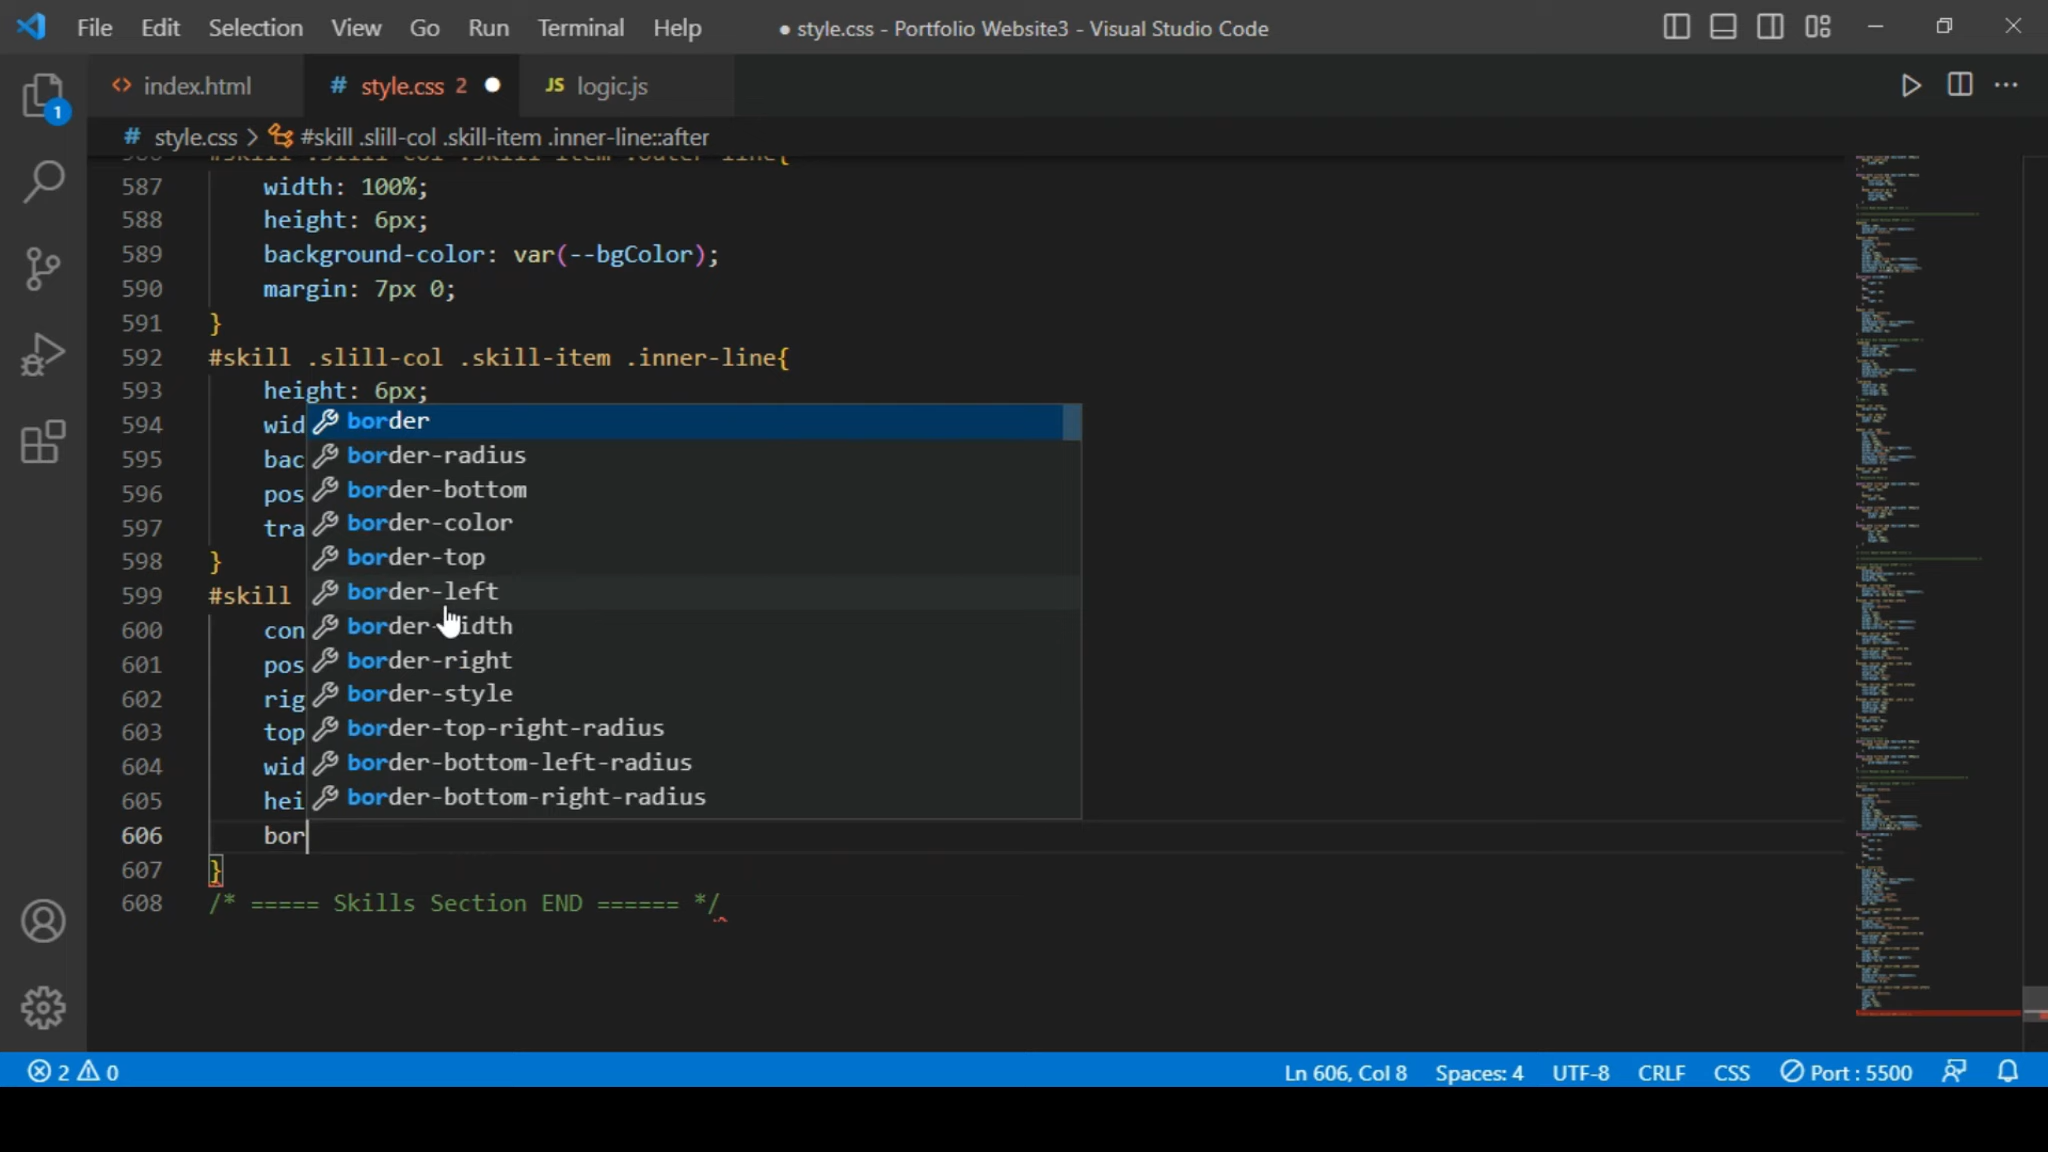 File Edit Selection View Go Run Terminal Help ● style.css - Portfolio Website3 - Visual Studio Code
<> index.html # style.css 2 ● JS logic.js
# style.css > #skill .slill-col .skill-item .inner-line::after
587 width: 100%;
588 height: 6px;
589 background-color: var(--bgColor);
590 margin: 7px 0;
591 }
592 #skill .slill-col .skill-item .inner-line{
593 height: 6px;
594 wid
595 bac
596 pos
597 tra
598 }
599 #skill
600 con
601 pos
602 rig
603 top
604 wid
605 hei
606 bor
607 }
608 /* ===== Skills Section END ====== */
border
border-radius
border-bottom
border-color
border-top
border-left
border-width
border-right
border-style
border-top-right-radius
border-bottom-left-radius
border-bottom-right-radius
1
2 0 Ln 606, Col 8 Spaces: 4 UTF-8 CRLF CSS Port : 5500